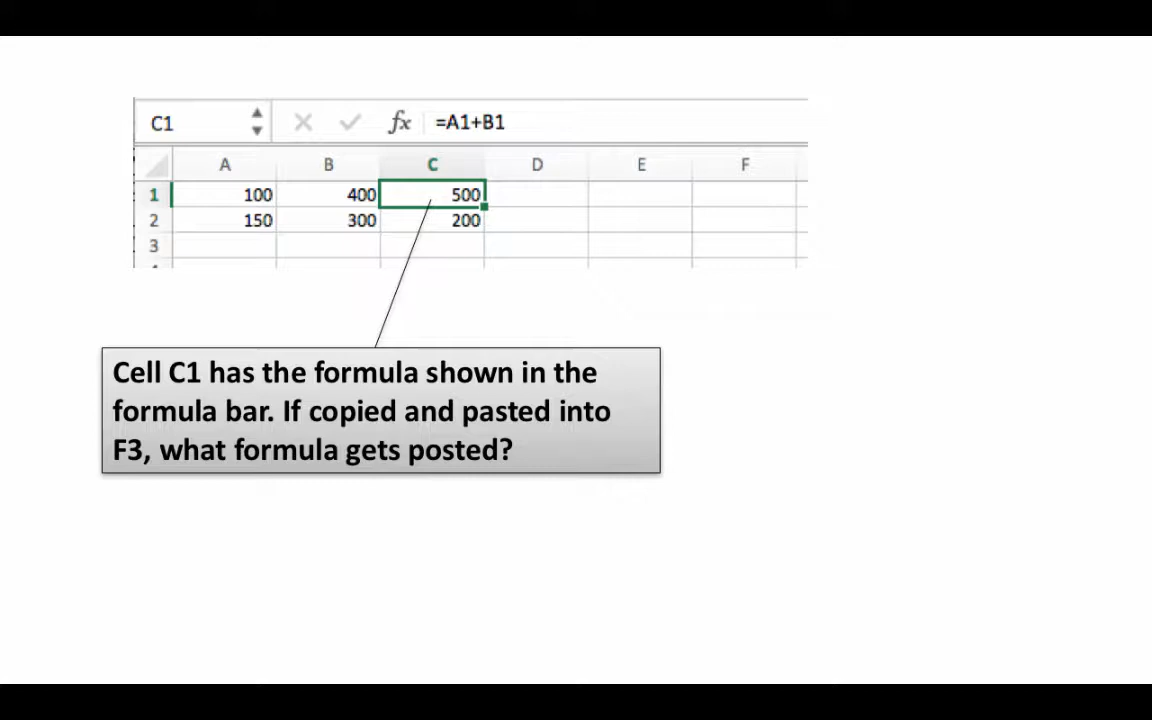 C1 fx =A1+B1
A B C D E F
1 100 400 500
2 150 300 200
3
Cell C1 has the formula shown in the
formula bar. If copied and pasted into
F3, what formula gets posted?